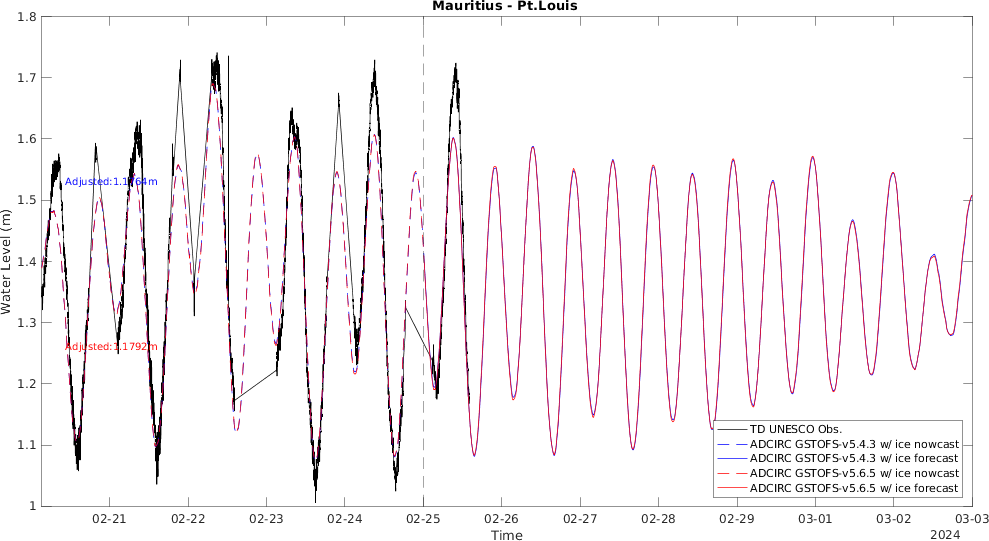 Mauritius - Pt.Louis
1.8
1.7
1.6
1.5
1.4
1.3
1.2
1.1
1
Water Level (m)
Adjusted:1.1764m
Adjusted:1.1792m
TD UNESCO Obs.
ADCIRC GSTOFS-v5.4.3 w/ ice nowcast
ADCIRC GSTOFS-v5.4.3 w/ ice forecast
ADCIRC GSTOFS-v5.6.5 w/ ice nowcast
ADCIRC GSTOFS-v5.6.5 w/ ice forecast
02-21 02-22 02-23 02-24 02-25 02-26 02-27 02-28 02-29 03-01 03-02 03-03
Time
2024